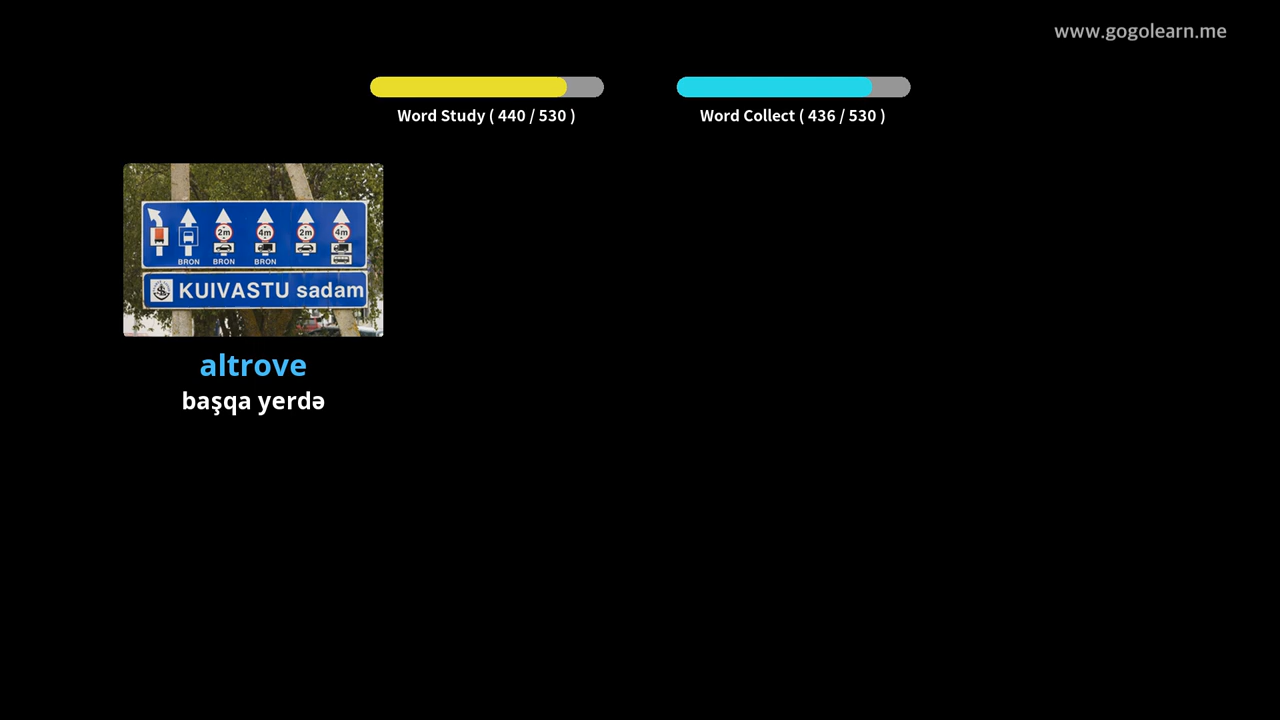 www.gogolearn.me
Word Study ( 440 / 530 )
Word Collect ( 436 / 530 )
2m 4m 2m 4m
BRON BRON BRON
KUIVASTU sadam
altrove
başqa yerdə